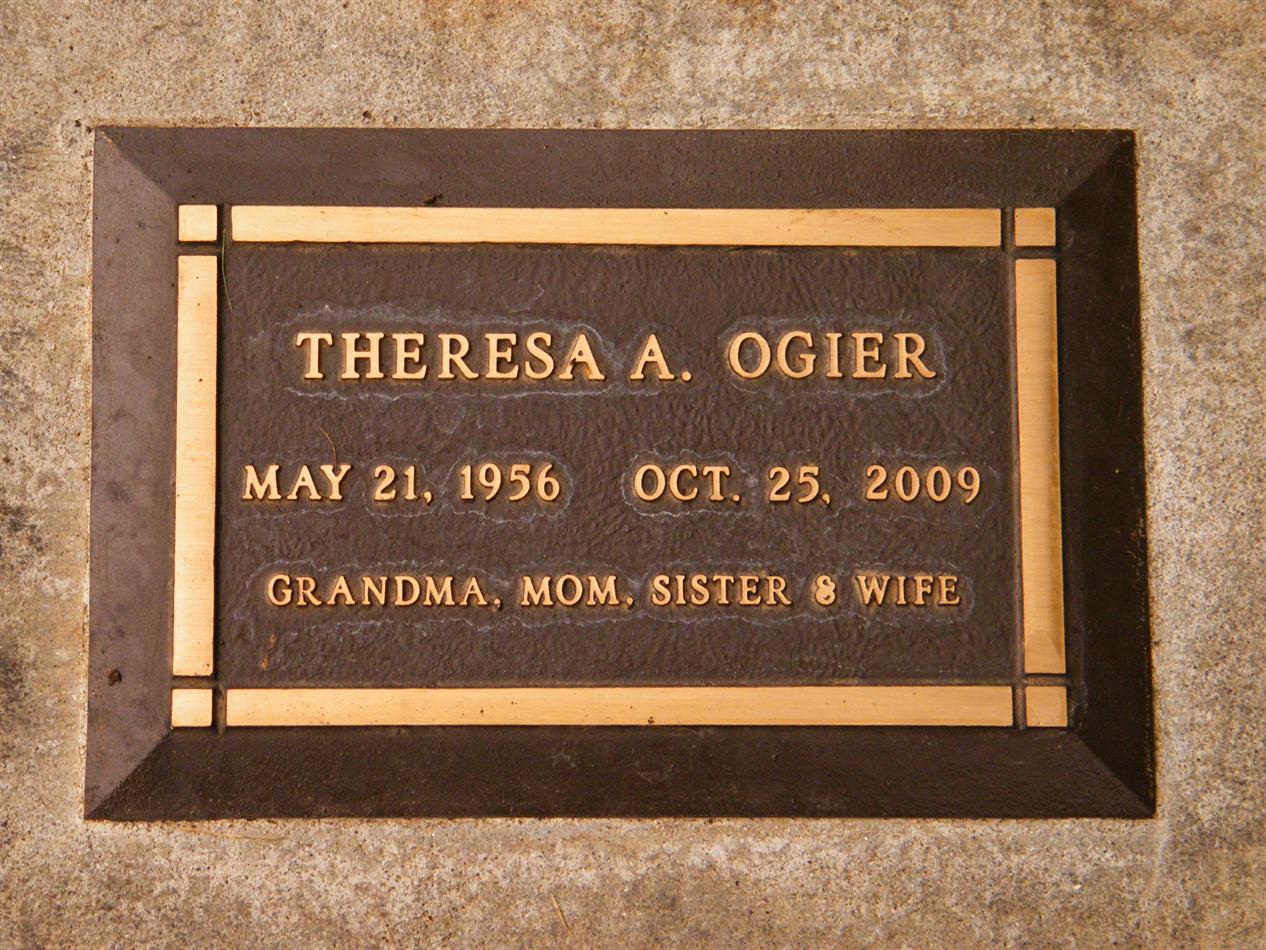 THERESA A. OGIER
MAY 21, 1956 OCT. 25, 2009
GRANDMA, MOM, SISTER & WIFE